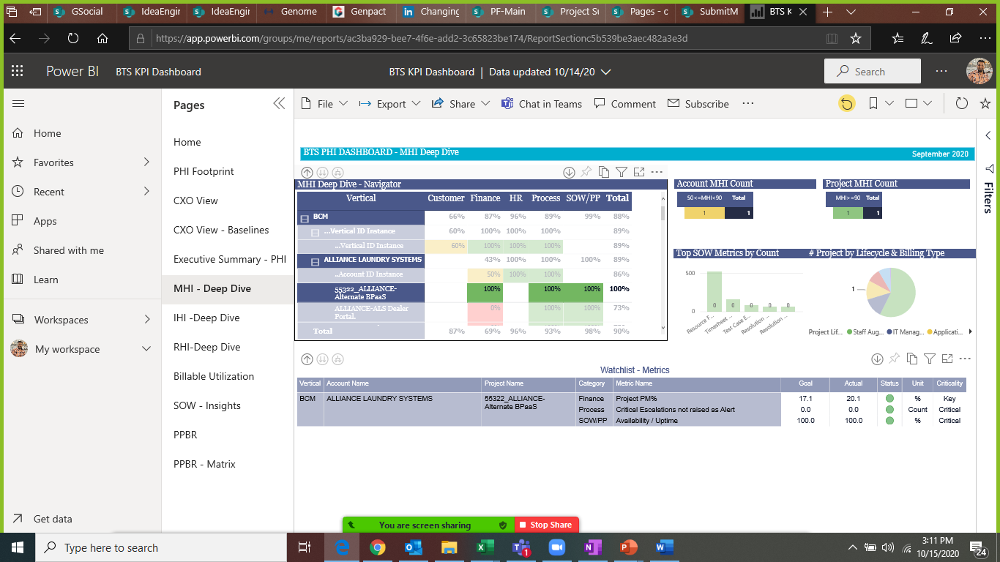 GSocial
IdeaEngir
IdeaEngir
Genome
Genpact
Changing
PF-Main
Project Su
Pages - c
SubmitM
BTS K
https://app.powerbi.com/groups/me/reports/ac3ba929-bee7-4f6e-add2-3c65823be174/ReportSectionc5b539be3aec482a3e3d
Power BI BTS KPI Dashboard
BTS KPI Dashboard | Data updated 10/14/20
Search
Home
Favorites
Recent
Apps
Shared with me
Learn
Workspaces
My workspace
Get data
Pages
Home
PHI Footprint
CXO View
CXO View - Baselines
Executive Summary - PHI
MHI - Deep Dive
IHI -Deep Dive
RHI-Deep Dive
Billable Utilization
SOW - Insights
PPBR
PPBR - Matrix
File Export Share Chat in Teams Comment Subscribe
BTS PHI DASHBOARD - MHI Deep Dive September 2020
MHI Deep Dive - Navigator
Vertical Customer Finance HR Process SOW/PP Total
BCM 66% 87% 96% 89% 99% 88%
...Vertical ID Instance 60% 100% 100% 100% 89%
...Vertical ID Instance 60% 100% 100% 100% 89%
ALLIANCE LAUNDRY SYSTEMS 43% 100% 100% 100% 89%
..Account ID Instance 50% 100% 100% 86%
55322_ALLIANCE-
Alternate BPaaS 100% 100% 100% 100%
ALLIANCE-ALS Dealer
Portal. 0% 100% 100% 73%
Total 87% 69% 96% 93% 98% 90%
Account MHI Count
50<=MHI<90 Total
1 1
Project MHI Count
MHI>=90 Total
1 1
Top SOW Metrics by Count
500
0
0 0 0 0 0
Resource F...
Timesheet ...
Test Case E...
Resolution ...
Resolution ...
# Project by Lifecycle & Billing Type
1
Project Lif... Staff Aug... IT Manag... Applicati...
Watchlist - Metrics
Vertical Account Name Project Name Category Metric Name Goal Actual Status Unit Criticality
BCM ALLIANCE LAUNDRY SYSTEMS 55322_ALLIANCE-
Alternate BPaaS
Finance Project PM% 17.1 20.1 % Key
Process Critical Escalations not raised as Alert 0.0 0.0 Count Critical
SOW/PP Availability / Uptime 100.0 100.0 % Critical
Filters
You are screen sharing
Stop Share
Type here to search
1
3:11 PM
10/15/2020
24